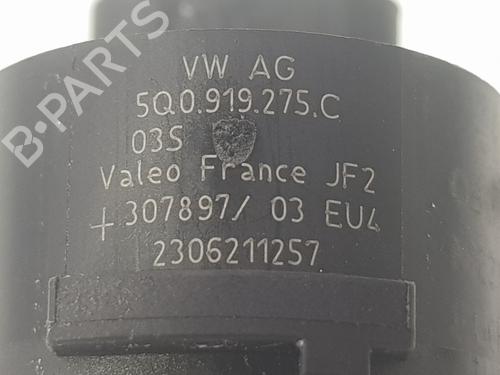 VW AG
5Q0.919.275.C
03S
Valeo France JF2
+307897/ 03 EU4
2306211257
B-PARTS